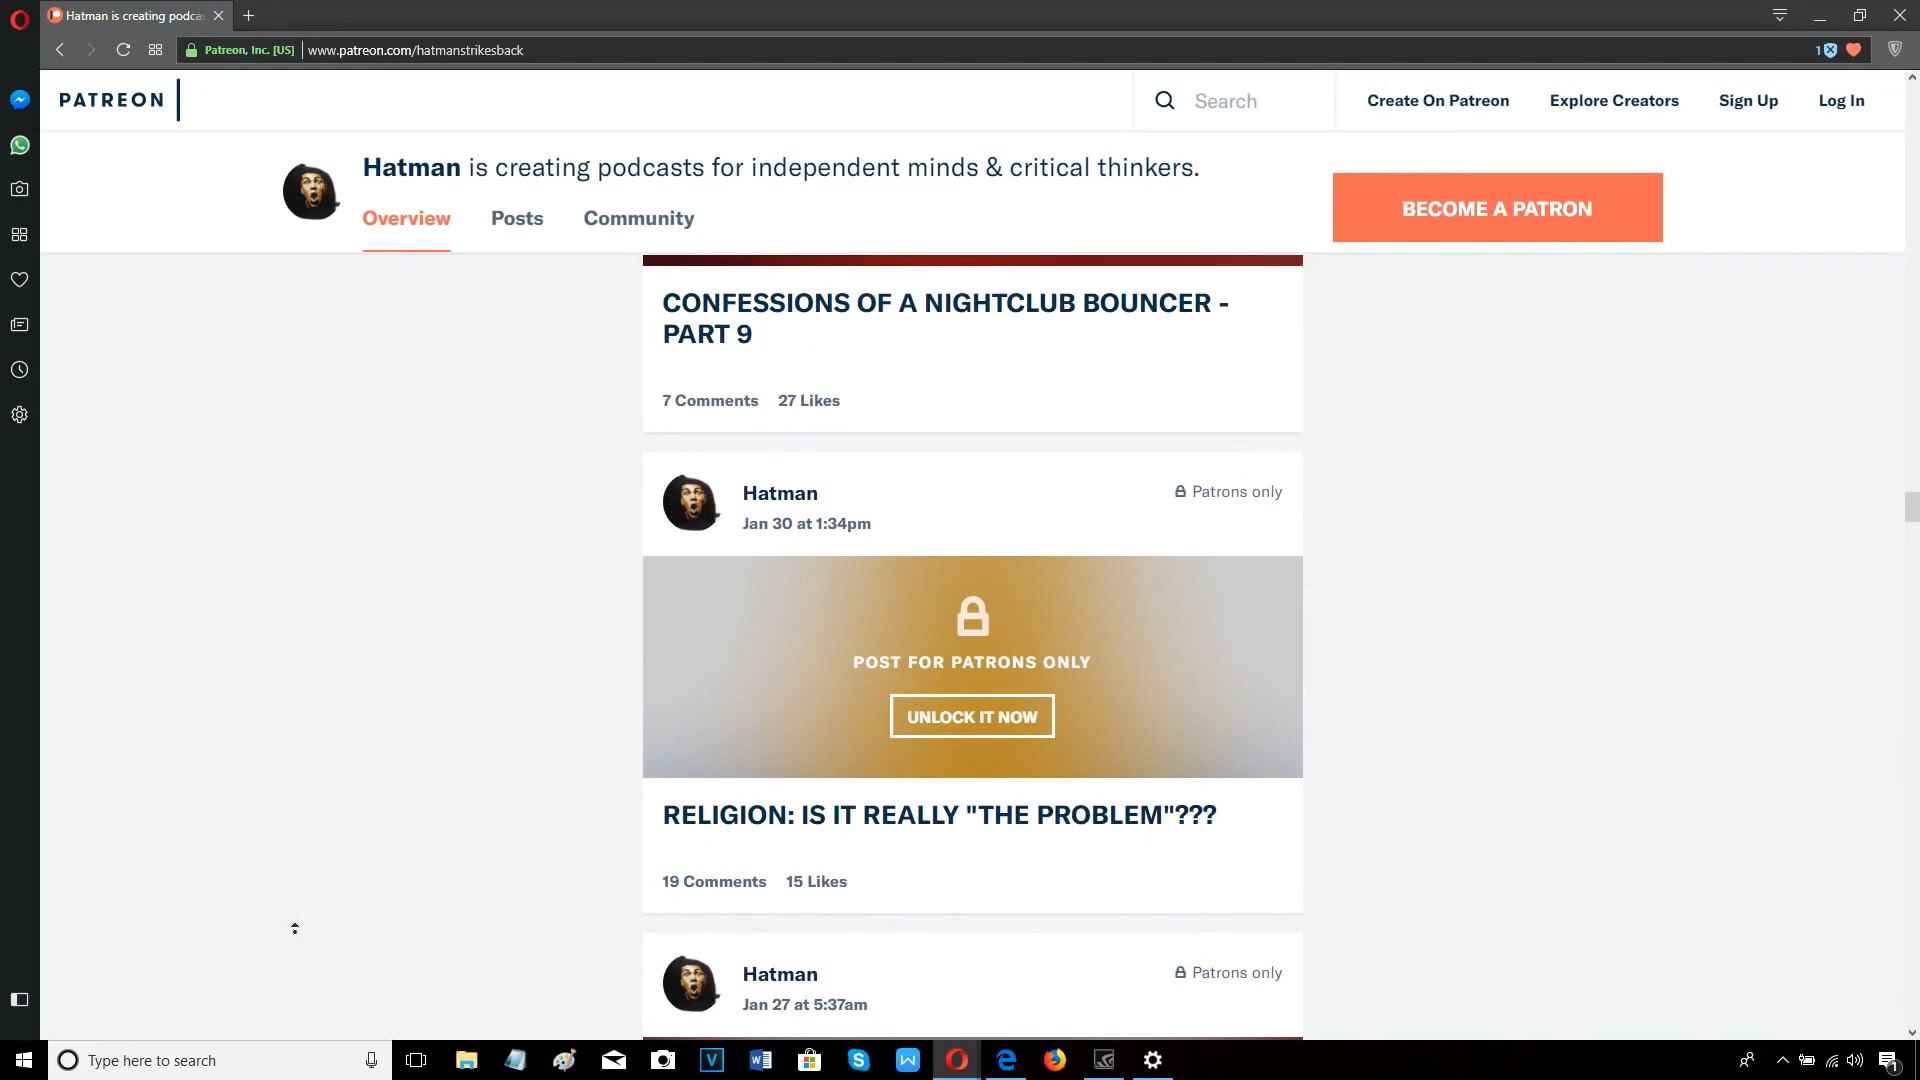 Hatman is creating podca
Patreon, Inc. [US]
www.patreon.com/hatmanstrikesback
1
PATREON
Search
Create On Patreon
Explore Creators
Sign Up
Log In
Hatman is creating podcasts for independent minds & critical thinkers.
Overview
Posts
Community
BECOME A PATRON
CONFESSIONS OF A NIGHTCLUB BOUNCER -
PART 9
7 Comments
27 Likes
Hatman
Patrons only
Jan 30 at 1:34pm
POST FOR PATRONS ONLY
UNLOCK IT NOW
RELIGION: IS IT REALLY "THE PROBLEM"???
19 Comments
15 Likes
Hatman
Patrons only
Jan 27 at 5:37am
Type here to search
1